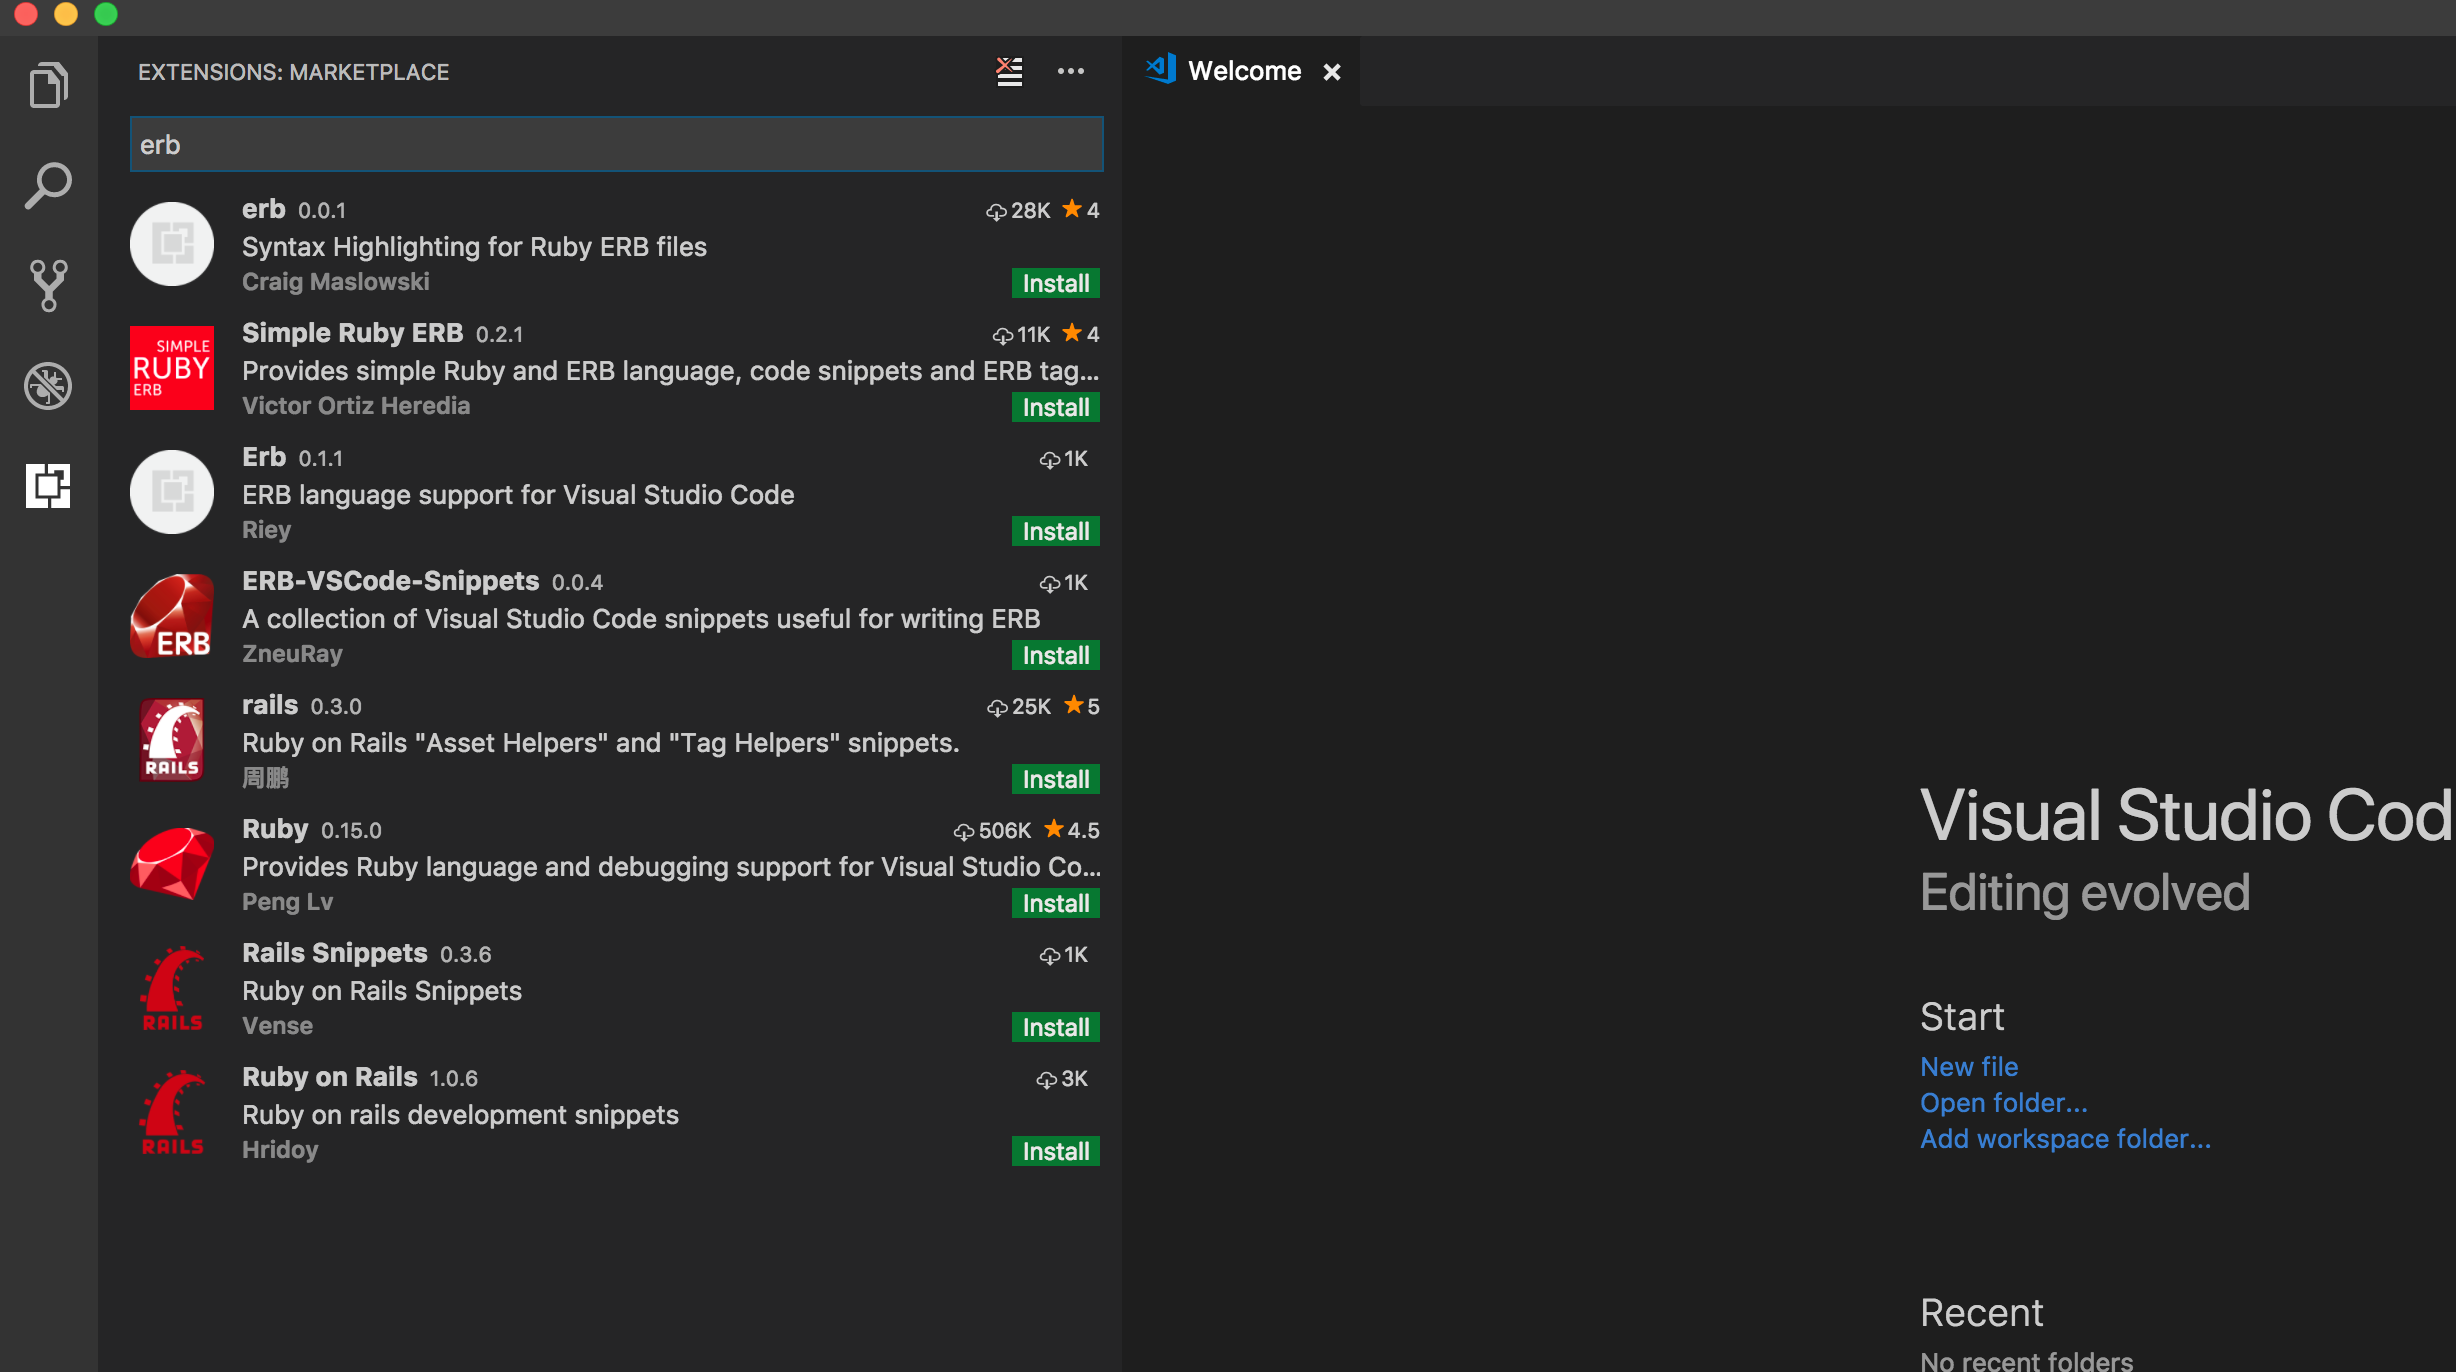 EXTENSIONS: MARKETPLACE
Welcome
erb
erb 0.0.1 28K 4
Syntax Highlighting for Ruby ERB files
Craig Maslowski Install
SIMPLE
RUBY
ERB
Simple Ruby ERB 0.2.1 11K 4
Provides simple Ruby and ERB language, code snippets and ERB tag...
Victor Ortiz Heredia Install
Erb 0.1.1 1K
ERB language support for Visual Studio Code
Riey Install
ERB
ERB-VSCode-Snippets 0.0.4 1K
A collection of Visual Studio Code snippets useful for writing ERB
ZneuRay Install
RAILS
rails 0.3.0 25K 5
Ruby on Rails "Asset Helpers" and "Tag Helpers" snippets.
周鹏 Install
Ruby 0.15.0 506K 4.5
Provides Ruby language and debugging support for Visual Studio Co...
Peng Lv Install
RAILS
Rails Snippets 0.3.6 1K
Ruby on Rails Snippets
Vense Install
RAILS
Ruby on Rails 1.0.6 3K
Ruby on rails development snippets
Hridoy Install
Visual Studio Cod
Editing evolved
Start
New file
Open folder...
Add workspace folder...
Recent
No recent folders